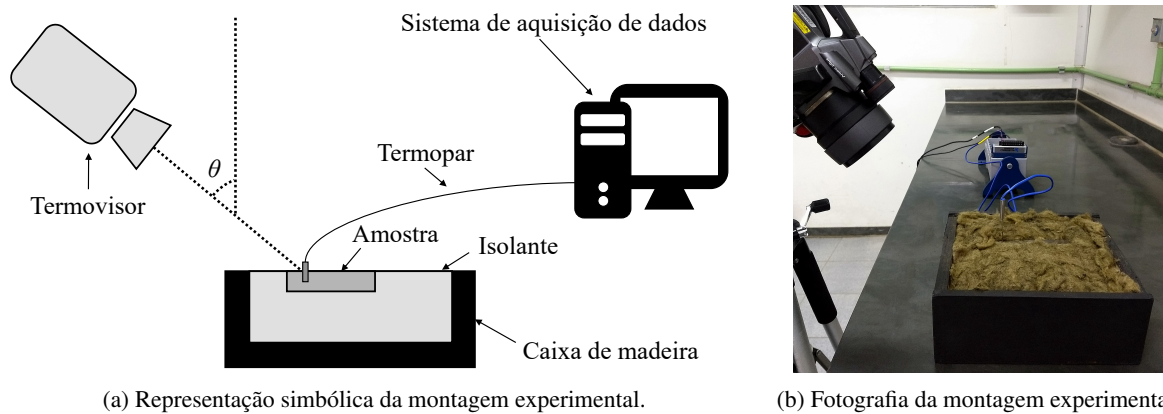 Sistema de aquisição de dados
θ
Termopar
Termovisor
Amostra
Isolante
Caixa de madeira
(a) Representação simbólica da montagem experimental.
(b) Fotografia da montagem experimenta